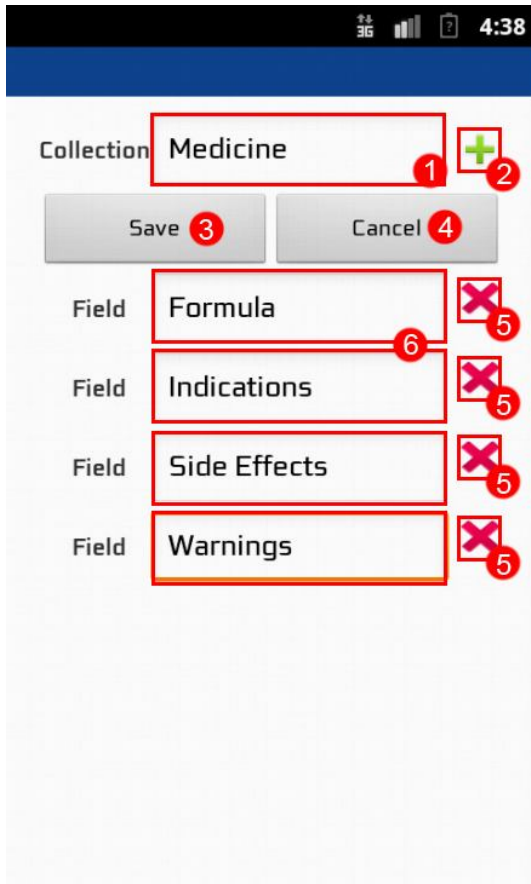 3G ? 4:38
Collection Medicine 1 2
Save 3 Cancel 4
Field Formula 5
6
Field Indications 5
Field Side Effects 5
Field Warnings 5